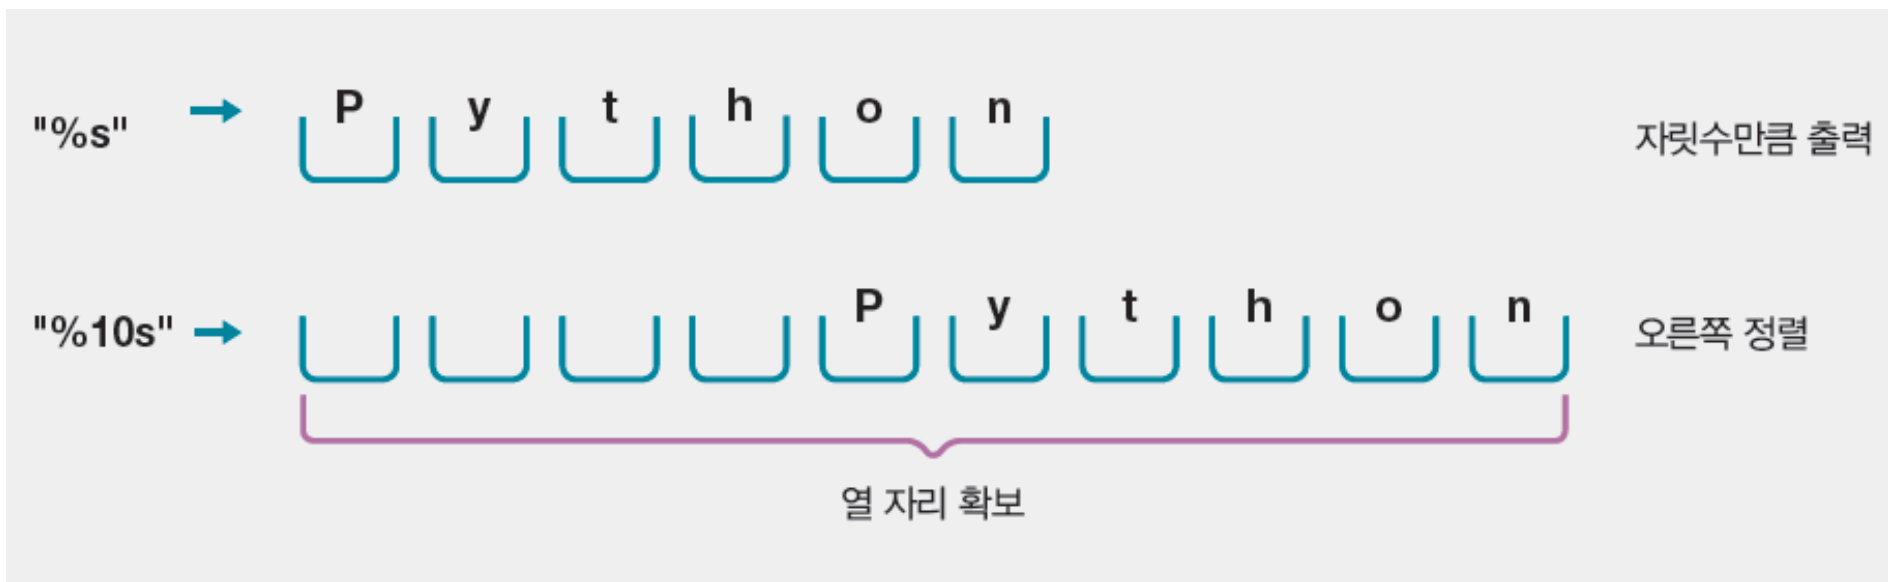 "%s" → P y t h o n 자릿수만큼 출력
"%10s" → P y t h o n 오른쪽 정렬
열 자리 확보